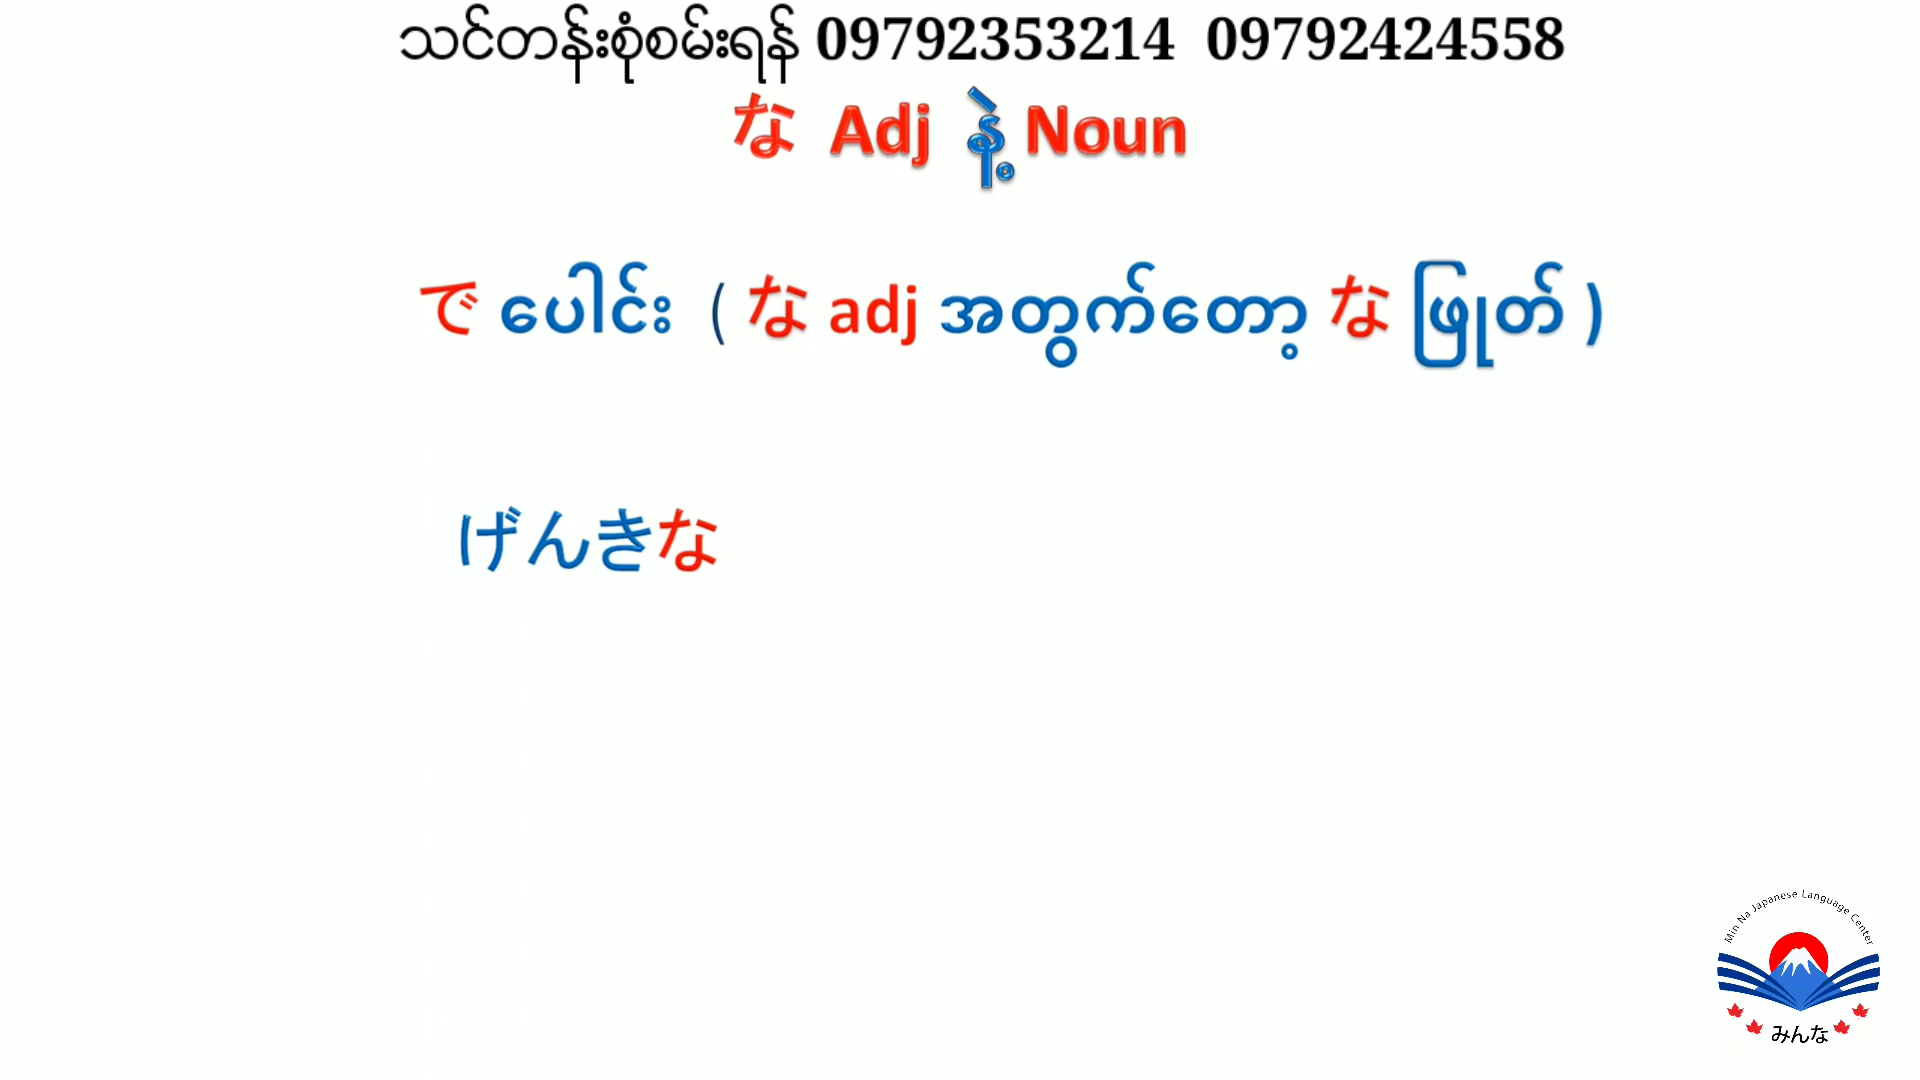 သင်တန်းစုံစမ်းရန် 09792353214 09792424558
な Adj နဲ့ Noun
で ပေါင်း ( な adj အတွက်တော့ な ဖြုတ် )
げんきな
Min Na Japanese Language Center
みんな